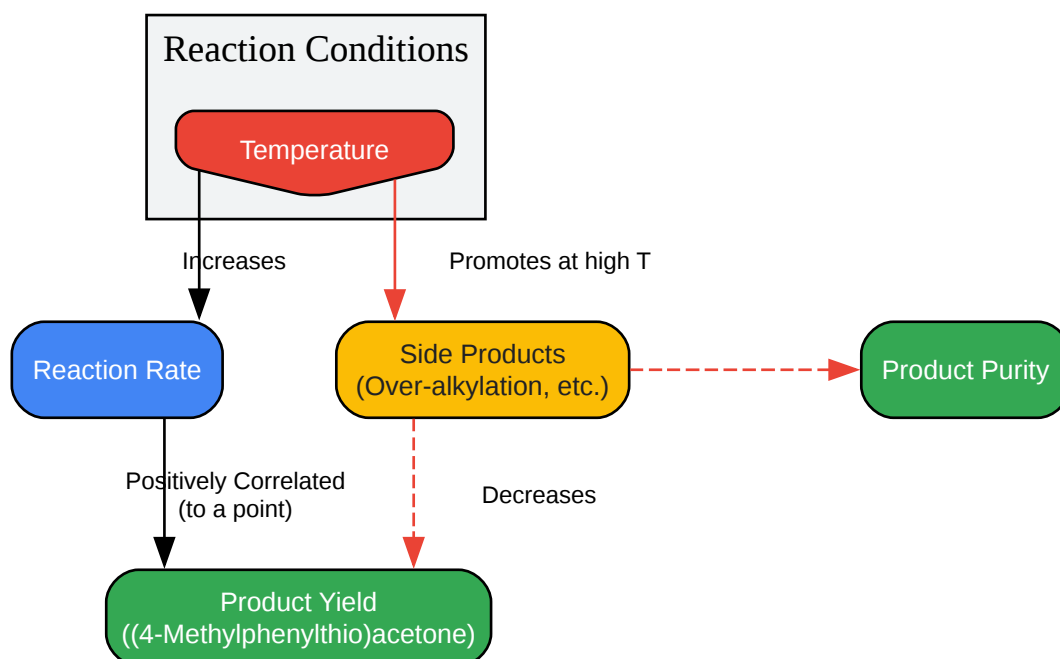 Reaction Conditions
Temperature
Increases
Promotes at high T
Reaction Rate
Side Products
(Over-alkylation, etc.)
Product Purity
Positively Correlated
(to a point)
Decreases
Product Yield
((4-Methylphenylthio)acetone)